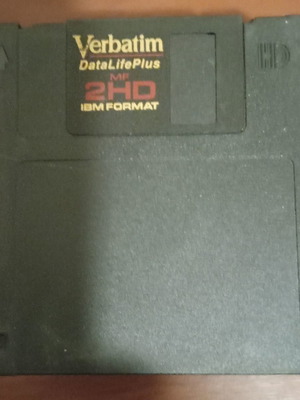 Verbatim
DataLifePlus
MF
2HD
IBM FORMAT
HD